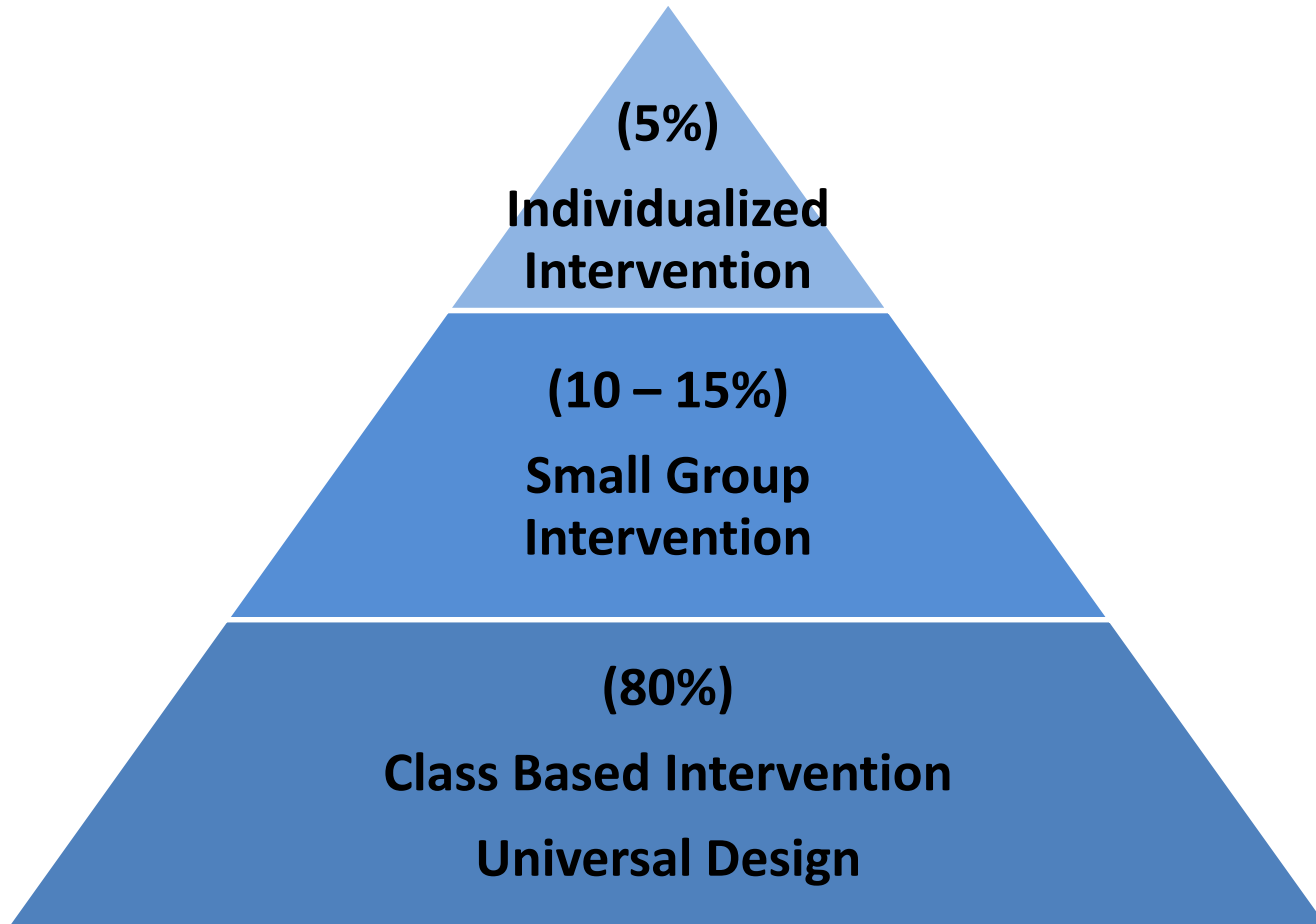 (5%)
Individualized
Intervention
(10 – 15%)
Small Group
Intervention
(80%)
Class Based Intervention
Universal Design